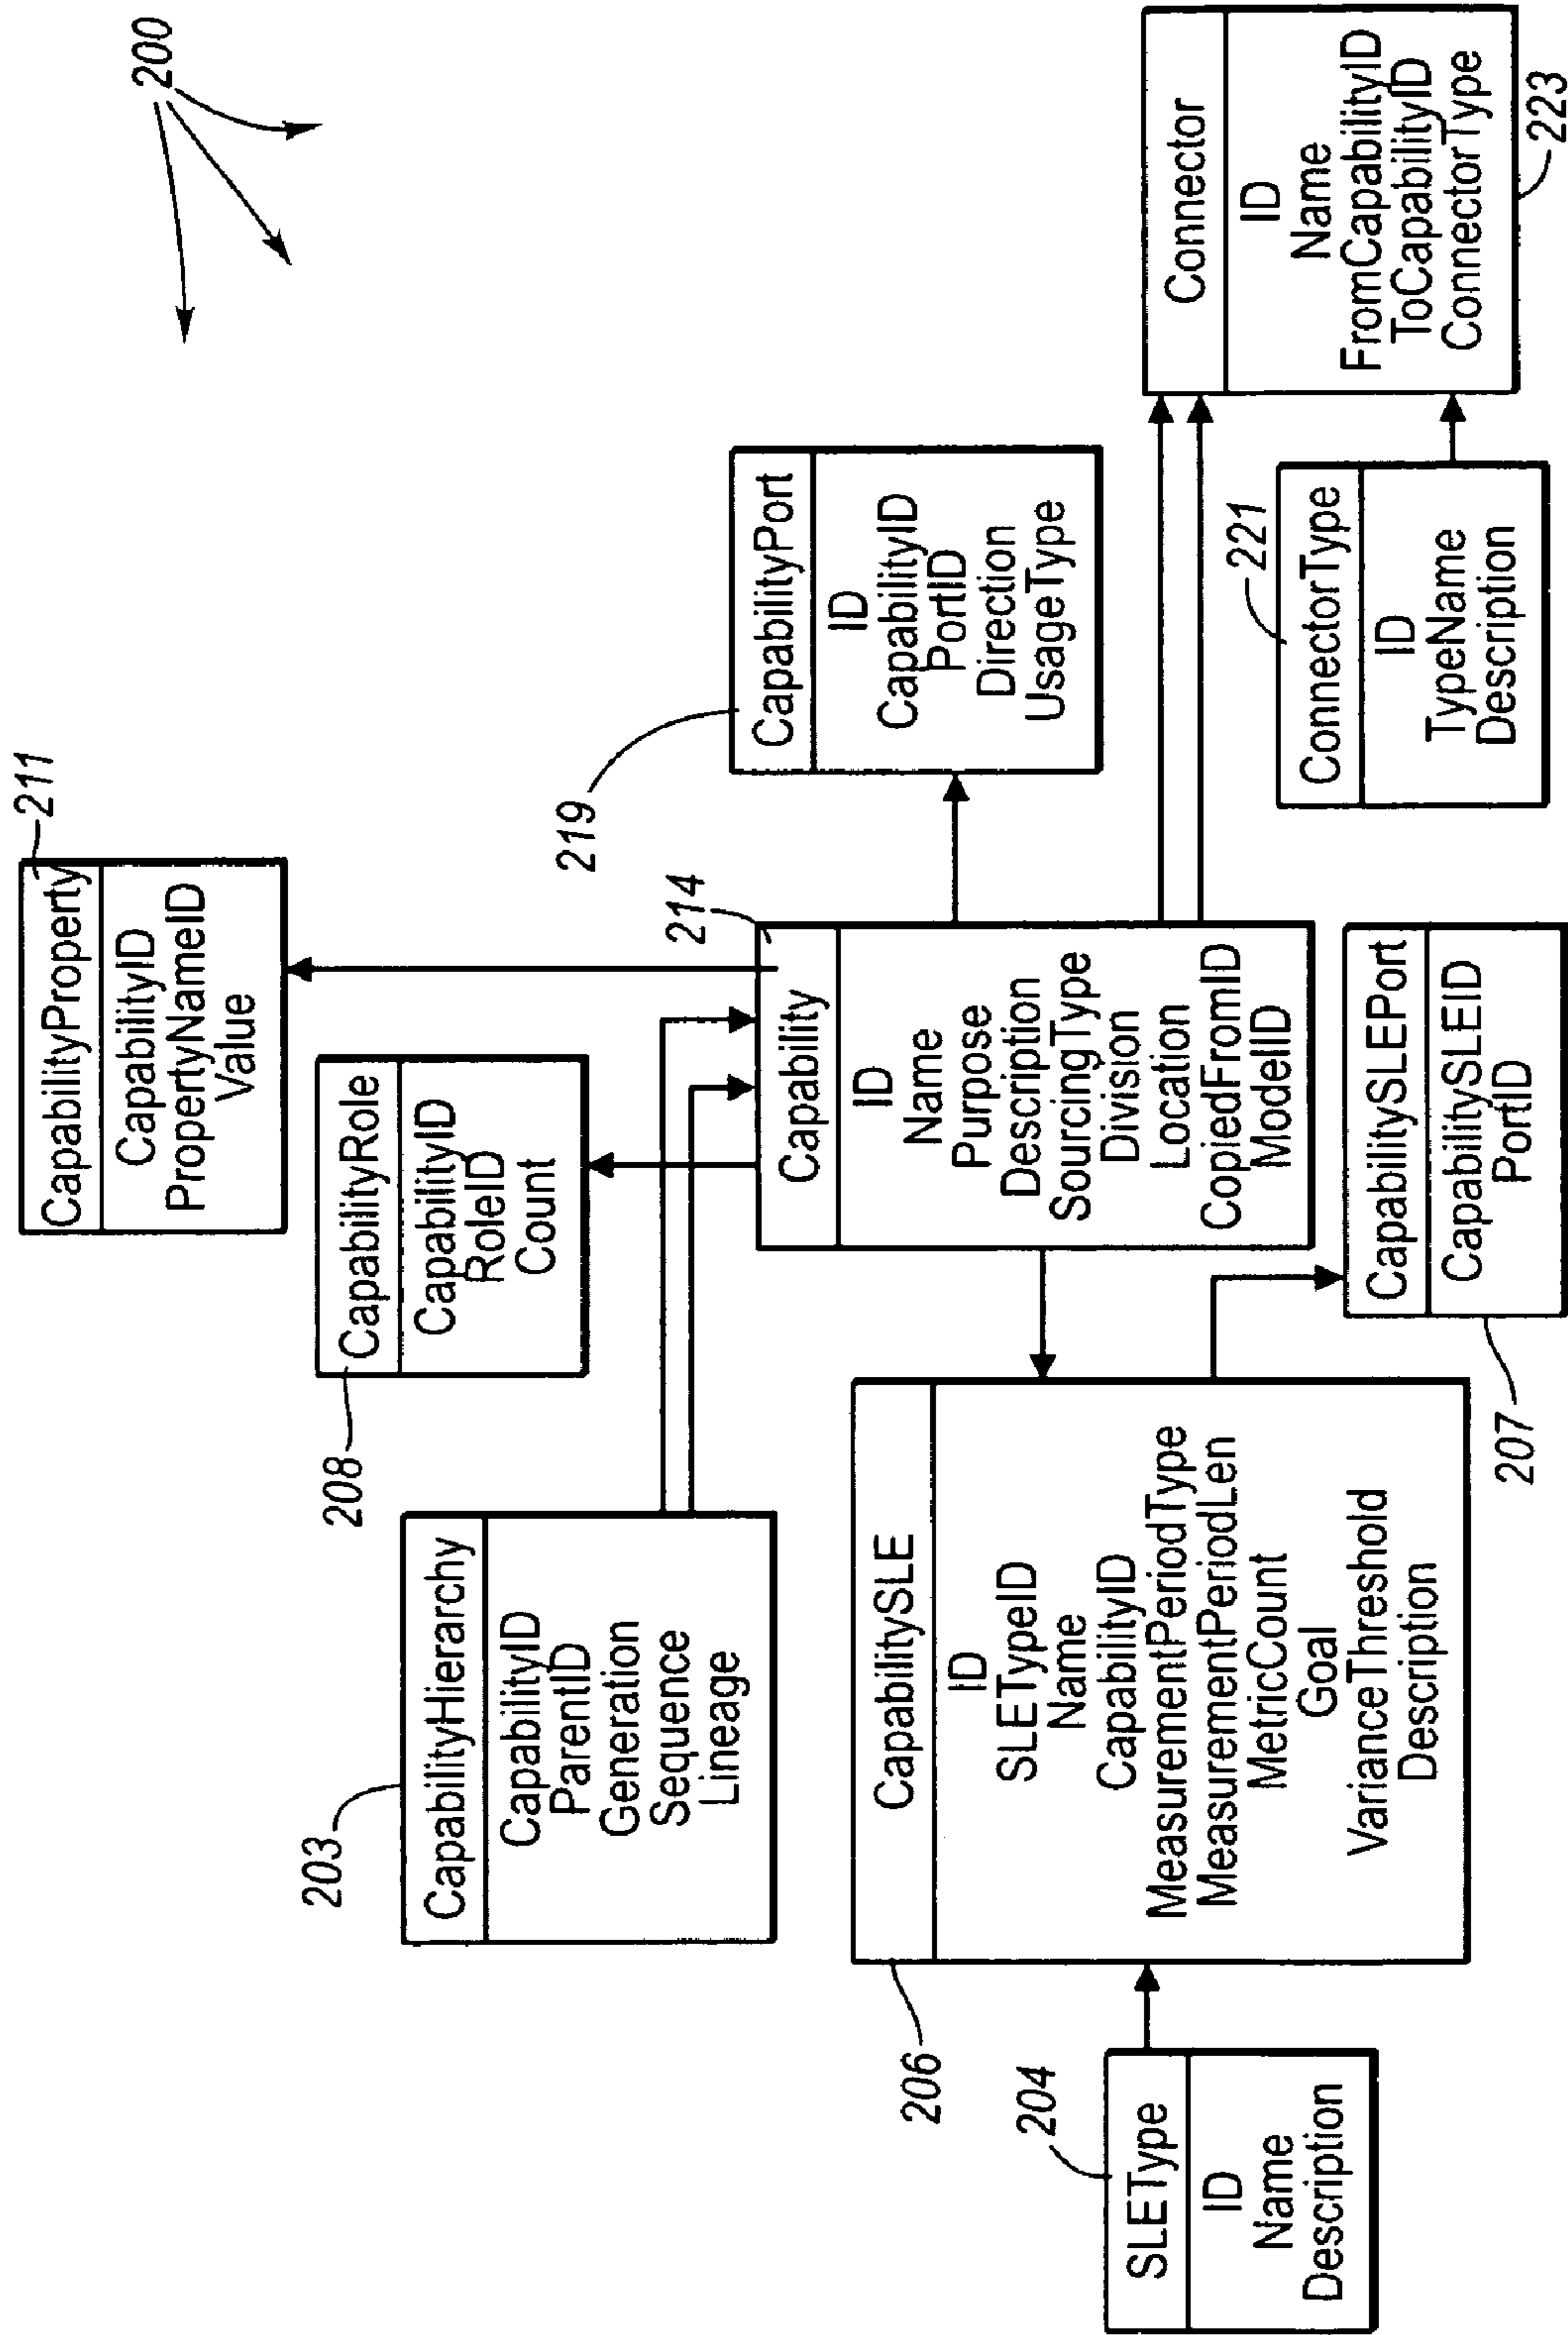 200
211
CapabilityProperty
CapabilityID
PropertyNameID
Value
208
CapabilityRole
CapabilityID
RoleID
Count
203
CapabilityHierarchy
CapabilityID
ParentID
Generation
Sequence
Lineage
219
CapabilityPort
ID
CapabilityID
PortID
Direction
UsageType
214
Capability
ID
Name
Purpose
Description
SourcingType
Division
Location
CopiedFromID
ModelID
206
CapabilitySLE
ID
SLETypeID
Name
CapabilityID
MeasurementPeriodType
MeasurementPeriodLen
MetricCount
Goal
VarianceThreshold
Description
204
SLEType
ID
Name
Description
207
CapabilitySLEPort
CapabilitySLEID
PortID
221
ConnectorType
ID
TypeName
Description
Connector
ID
Name
FromCapabilityID
ToCapabilityID
ConnectorType
223